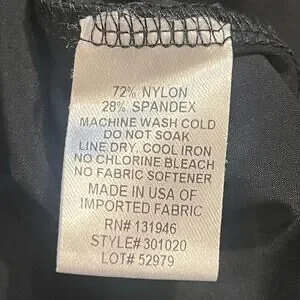 72% NYLON
28% SPANDEX
MACHINE WASH COLD
DO NOT SOAK
LINE DRY. COOL IRON
NO CHLORINE BLEACH
NO FABRIC SOFTENER
MADE IN USA OF
IMPORTED FABRIC
RN# 131946
STYLE# 301020
LOT# 52979